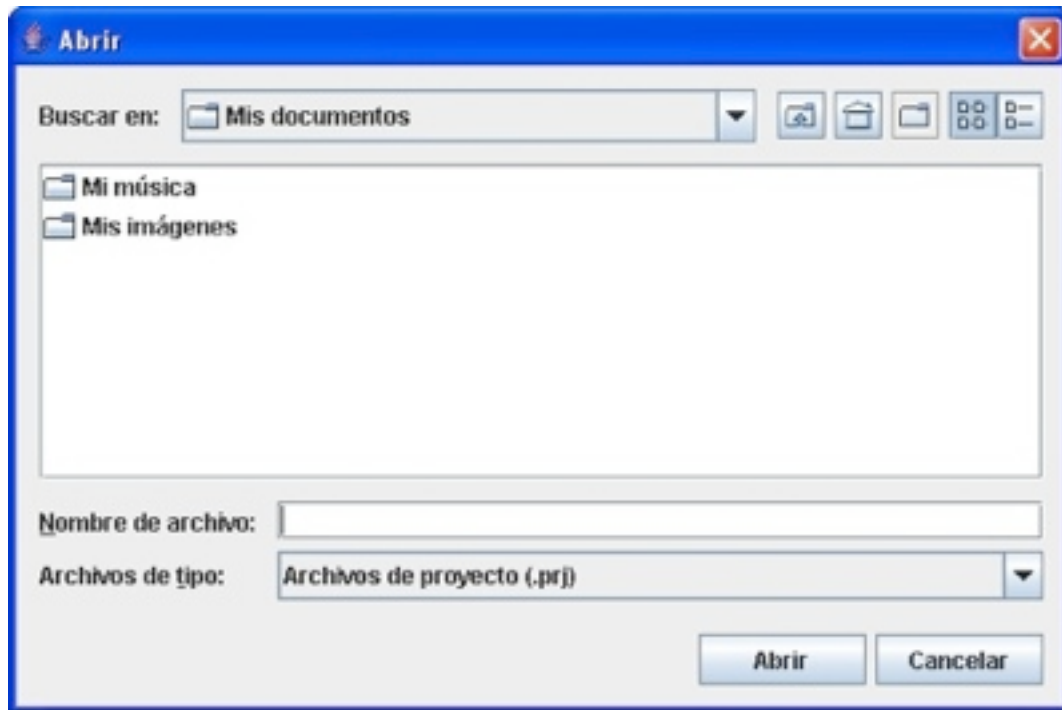 Abrir
Buscar en: Mis documentos
Mi música
Mis imágenes
Nombre de archivo:
Archivos de tipo: Archivos de proyecto (.prj)
Abrir Cancelar